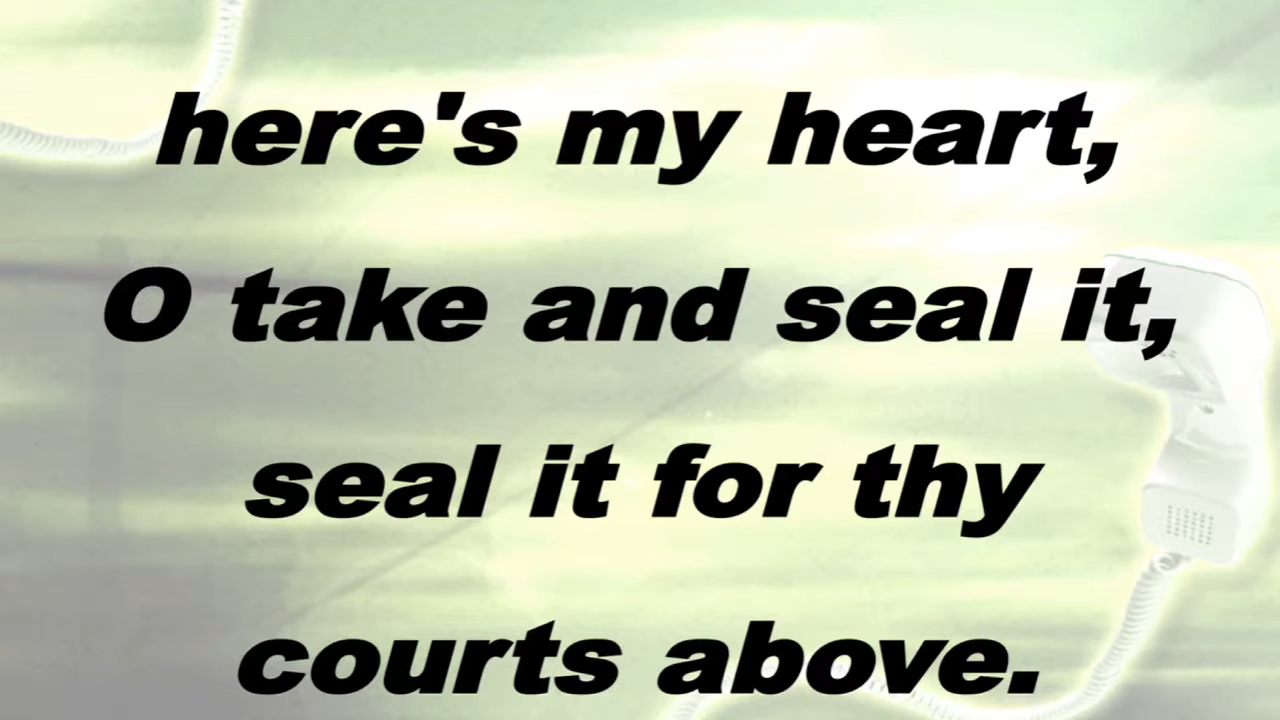 here's my heart,
O take and seal it,
seal it for thy
courts above.